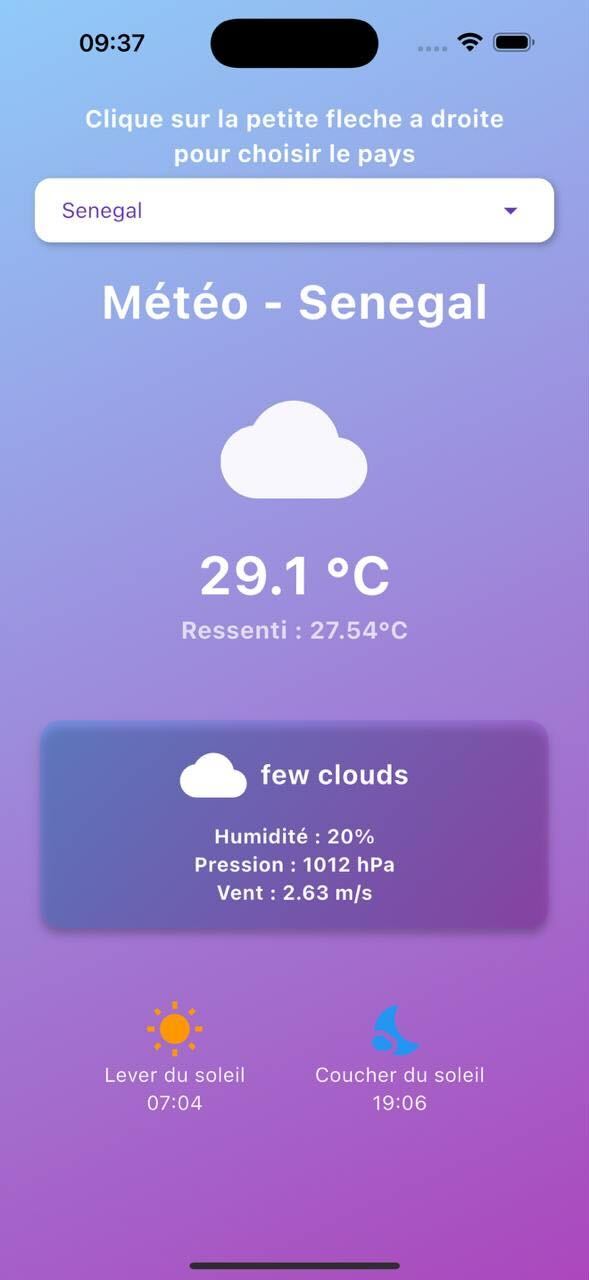 09:37
Clique sur la petite fleche a droite
pour choisir le pays
Senegal
Météo - Senegal
29.1 °C
Ressenti : 27.54°C
few clouds
Humidité : 20%
Pression : 1012 hPa
Vent : 2.63 m/s
Lever du soleil
07:04
Coucher du soleil
19:06